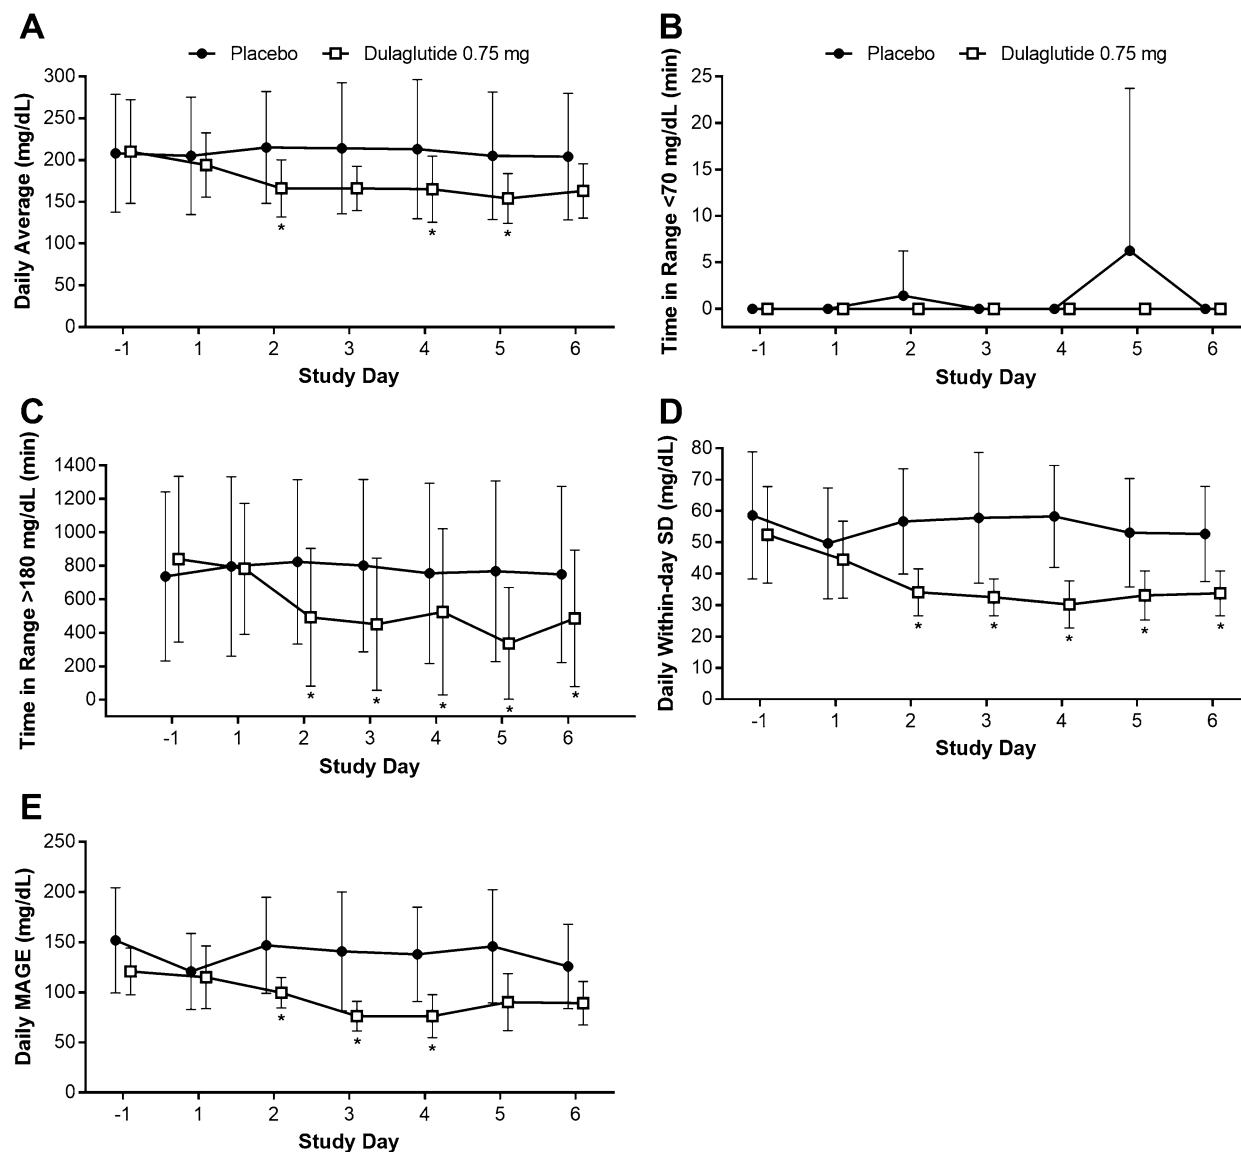 A
Placebo
Dulaglutide 0.75 mg
Daily Average (mg/dL)
300
250
200
150
100
50
0
* * *
-1 1 2 3 4 5 6
Study Day
B
Placebo
Dulaglutide 0.75 mg
Time in Range <70 mg/dL (min)
25
20
15
10
5
0
-1 1 2 3 4 5 6
Study Day
C
Time in Range >180 mg/dL (min)
1400
1200
1000
800
600
400
200
0
* * * * *
-1 1 2 3 4 5 6
Study Day
D
Daily Within-day SD (mg/dL)
80
70
60
50
40
30
20
10
0
* * * * *
-1 1 2 3 4 5 6
Study Day
E
Daily MAGE (mg/dL)
250
200
150
100
50
0
* * *
-1 1 2 3 4 5 6
Study Day